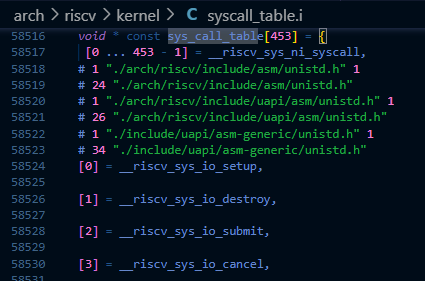 arch > riscv > kernel > C syscall_table.i
58516 void * const sys_call_table[453] = {
58517 [0 ... 453 - 1] = __riscv_sys_ni_syscall,
58518 # 1 "./arch/riscv/include/asm/unistd.h" 1
58519 # 24 "./arch/riscv/include/asm/unistd.h"
58520 # 1 "./arch/riscv/include/uapi/asm/unistd.h" 1
58521 # 26 "./arch/riscv/include/uapi/asm/unistd.h"
58522 # 1 "./include/uapi/asm-generic/unistd.h" 1
58523 # 34 "./include/uapi/asm-generic/unistd.h"
58524 [0] = __riscv_sys_io_setup,
58525
58526 [1] = __riscv_sys_io_destroy,
58527
58528 [2] = __riscv_sys_io_submit,
58529
58530 [3] = __riscv_sys_io_cancel,
58531